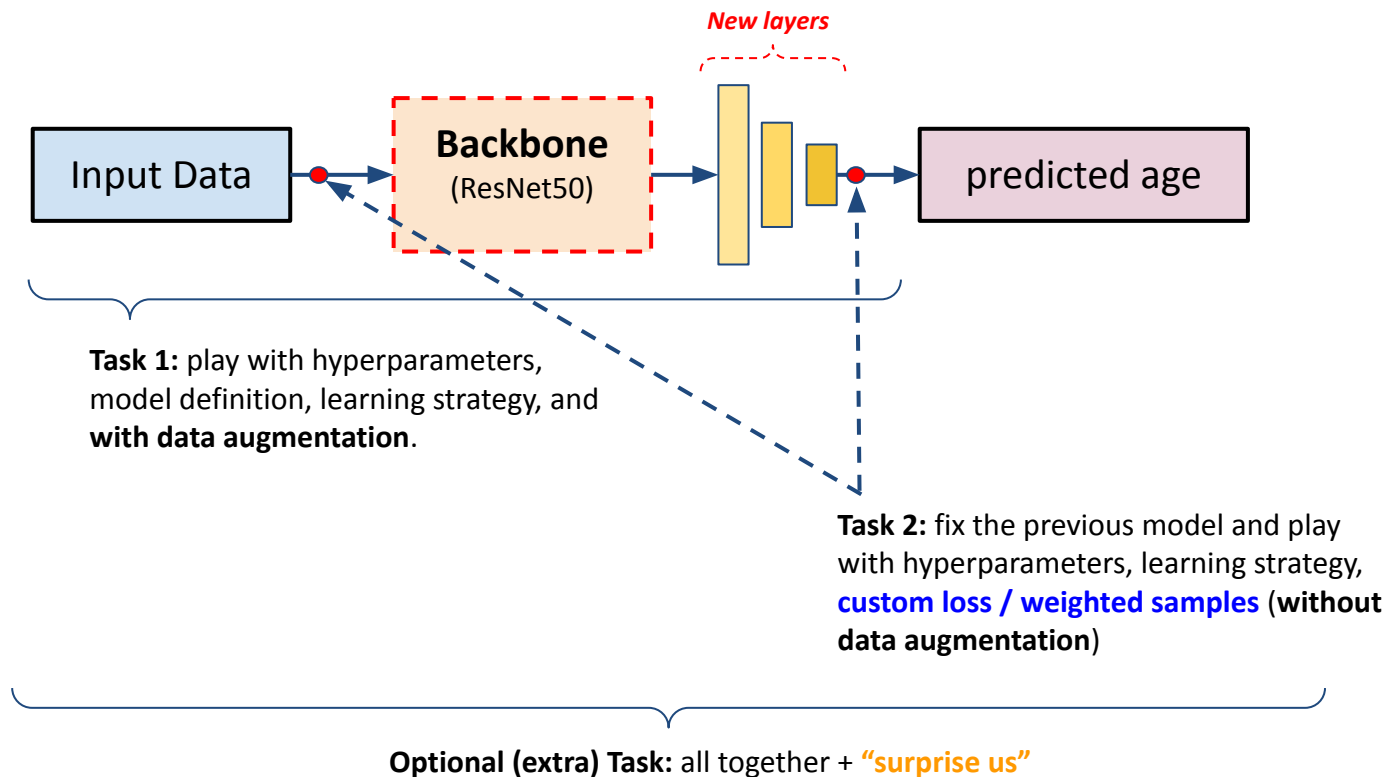 New layers
Input Data
Backbone
(ResNet50)
predicted age
Task 1: play with hyperparameters,
model definition, learning strategy, and
with data augmentation.
Task 2: fix the previous model and play
with hyperparameters, learning strategy,
custom loss / weighted samples (without
data augmentation)
Optional (extra) Task: all together + “surprise us”